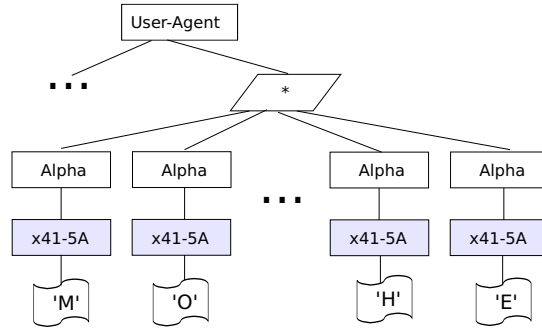 User-Agent
...
*
Alpha Alpha ... Alpha Alpha
x41-5A x41-5A x41-5A x41-5A
'M' 'O' 'H' 'E'